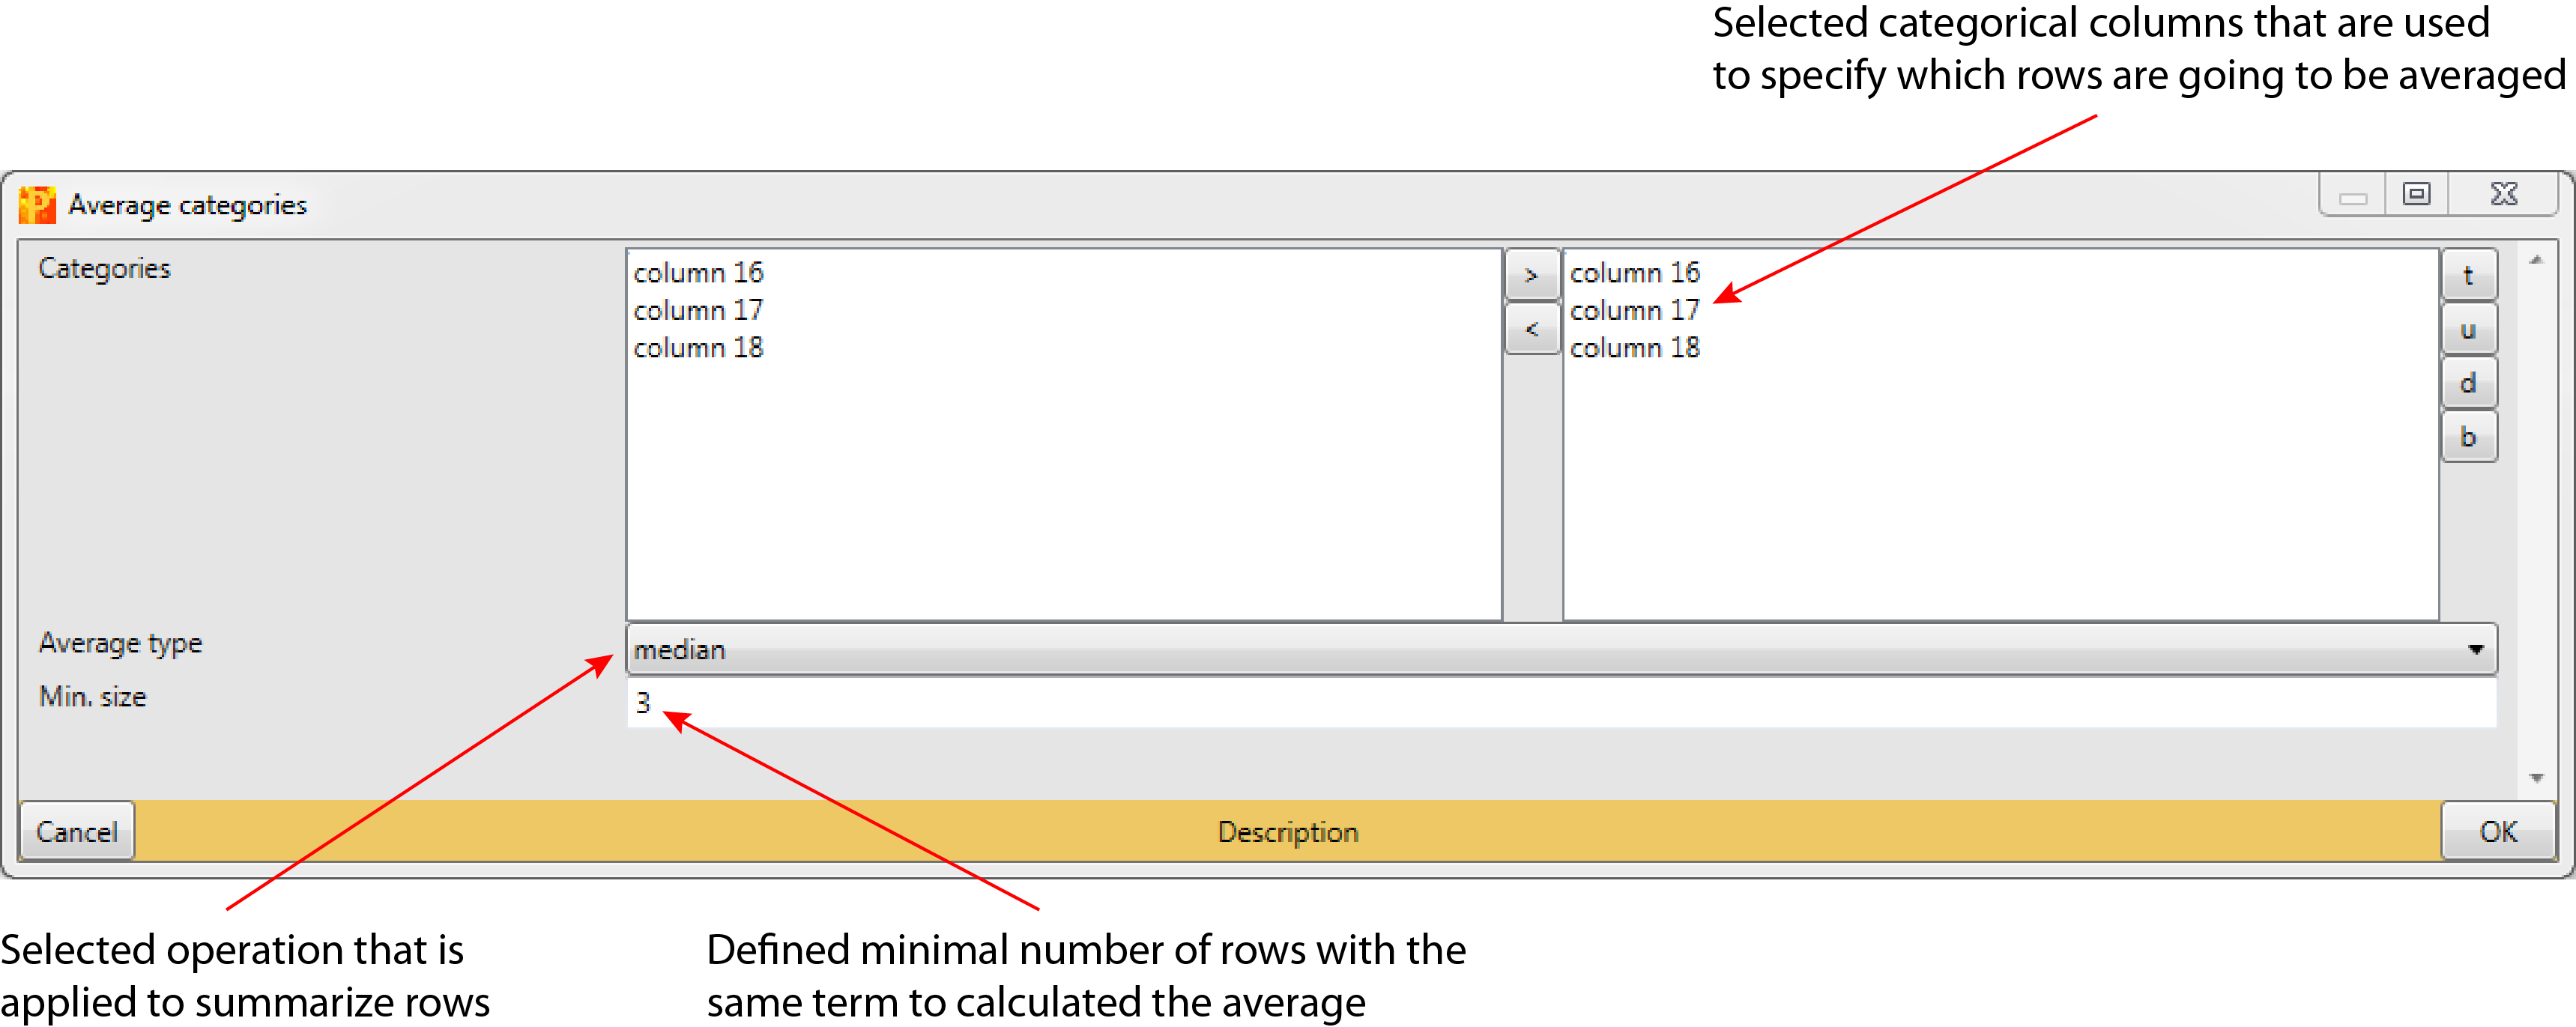 Selected categorical columns that are used
to specify which rows are going to be averaged
P Average categories
Categories
column 16
column 17
column 18
>
<
column 16
column 17
column 18
t
u
d
b
Average type
median
Min. size
3
Cancel
Description
OK
Selected operation that is
applied to summarize rows
Defined minimal number of rows with the
same term to calculated the average